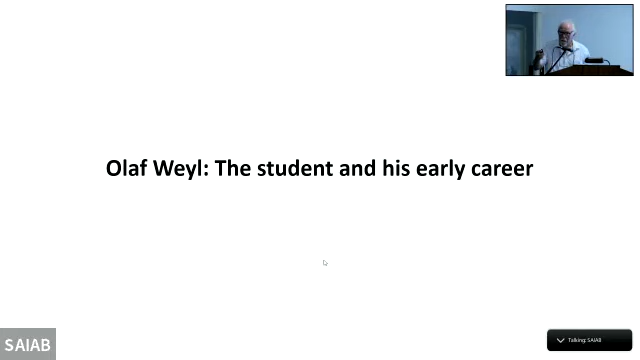 Olaf Weyl: The student and his early career
SAIAB
Talking: SAIAB